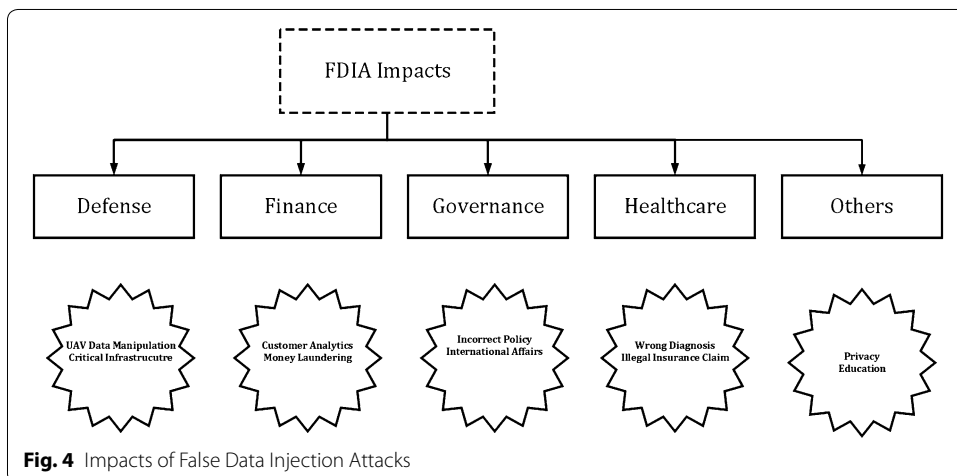 FDIA Impacts
Defense
Finance
Governance
Healthcare
Others
UAV Data Manipulation
Critical Infrastrucutre
Customer Analytics
Money Laundering
Incorrect Policy
International Affairs
Wrong Diagnosis
Illegal Insurance Claim
Privacy
Education
Fig. 4 Impacts of False Data Injection Attacks